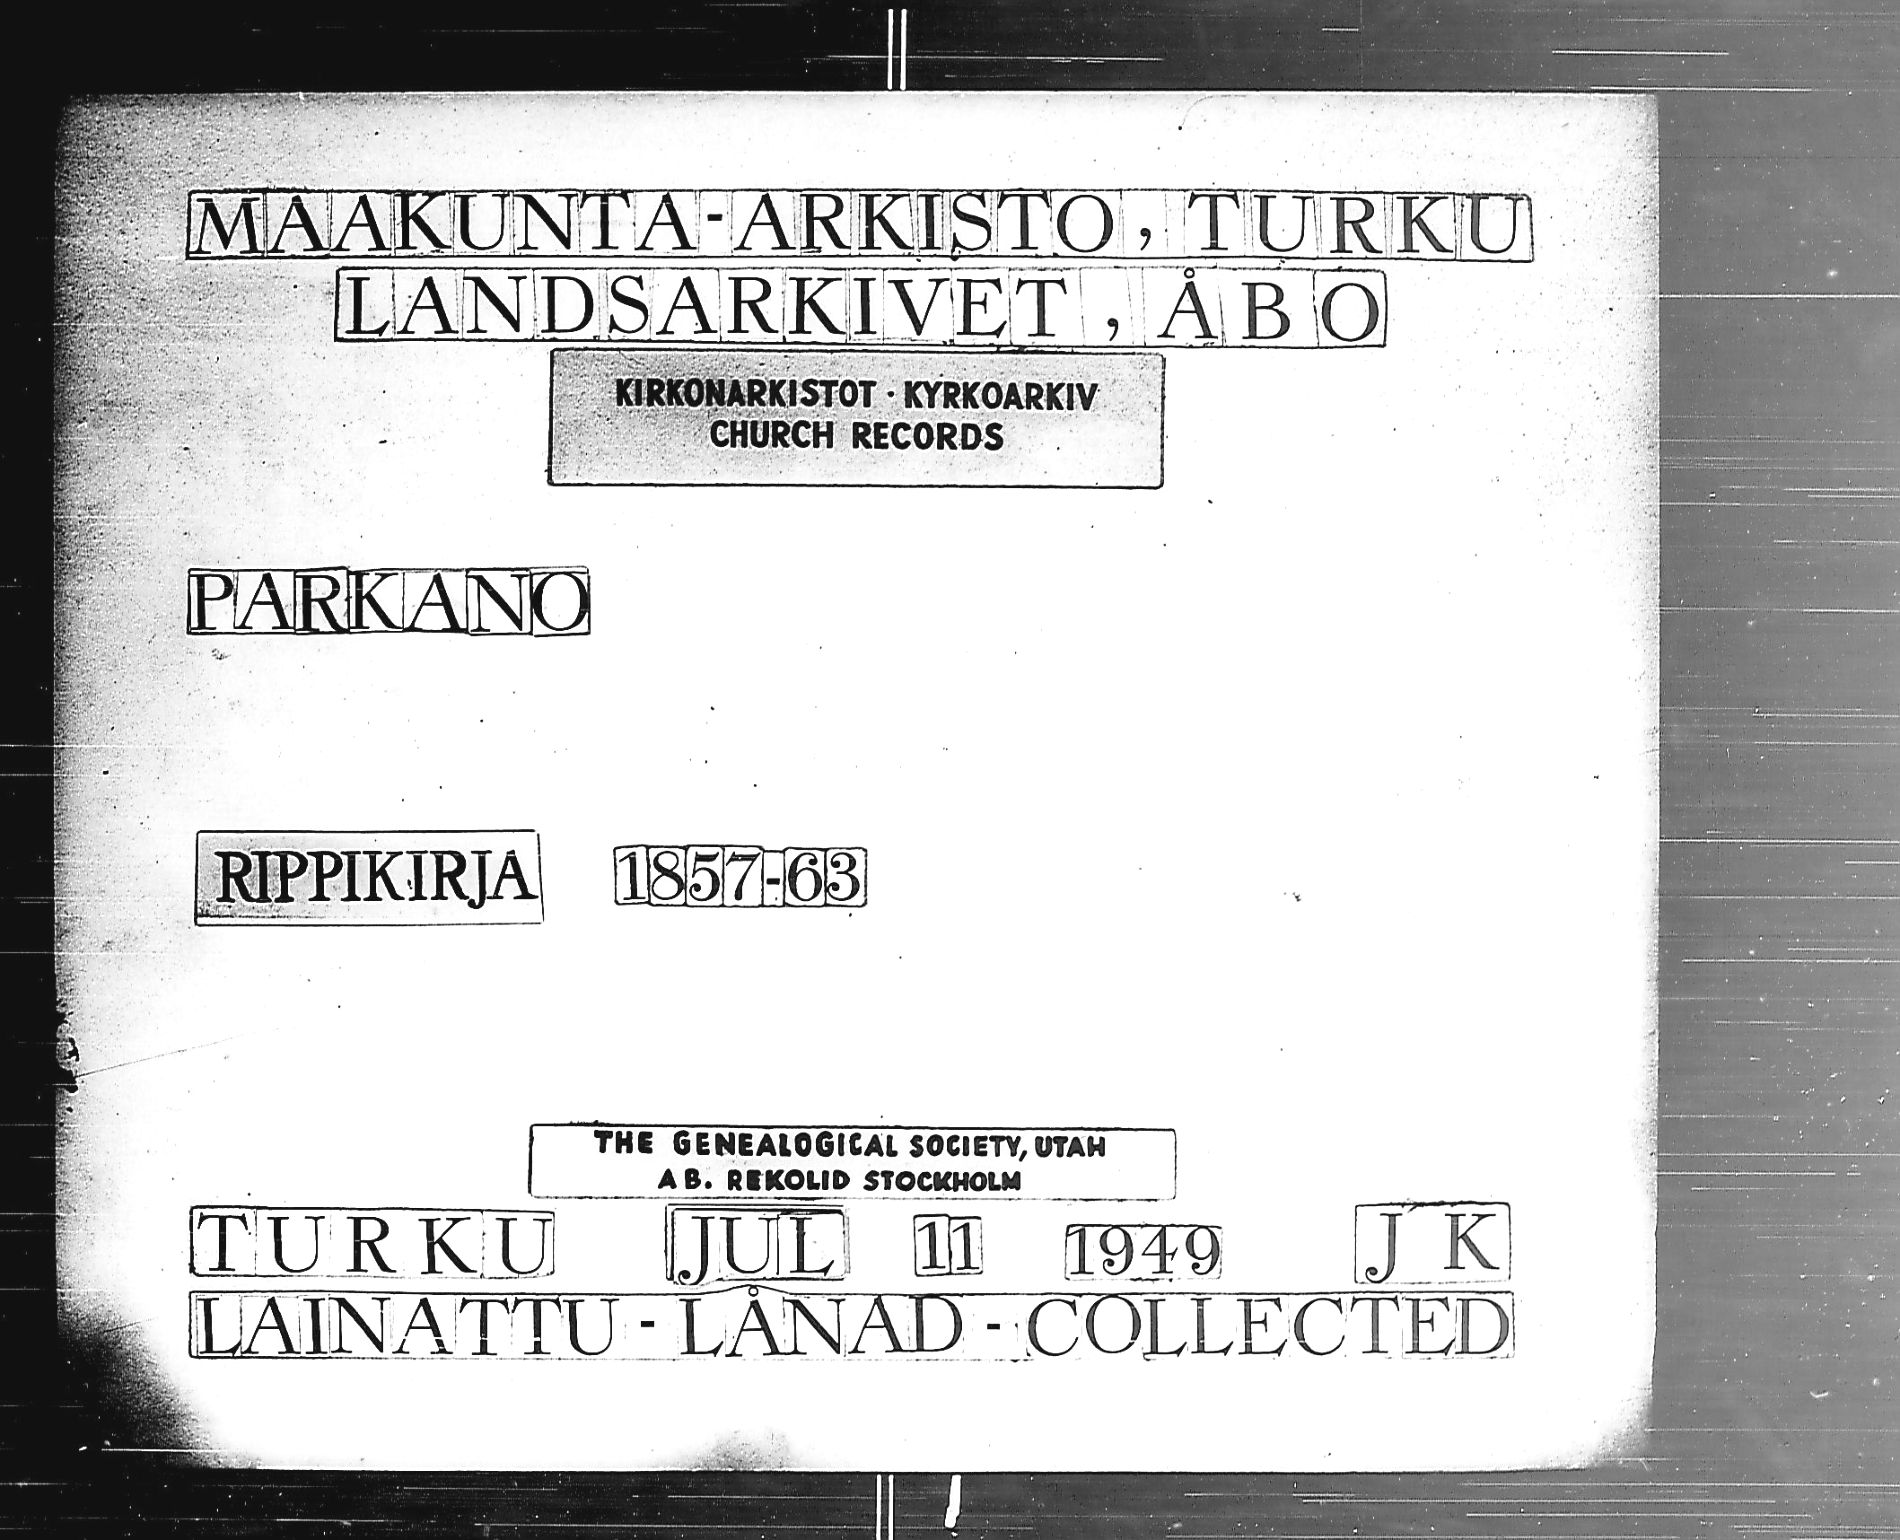 MAAKUNTA-ARKISTO, TURKU
LANDSARKIVET, ÅBO
KIRKONARKISTOT · KYRKOARKIV
CHURCH RECORDS
PARKANO
RIPPIKIRJA 1857-63
THE GENEALOGICAL SOCIETY, UTAH
AB. REKOLID STOCKHOLM
TURKU JUL 11 1949 JK
LAINATTU - LÅNAD - COLLECTED